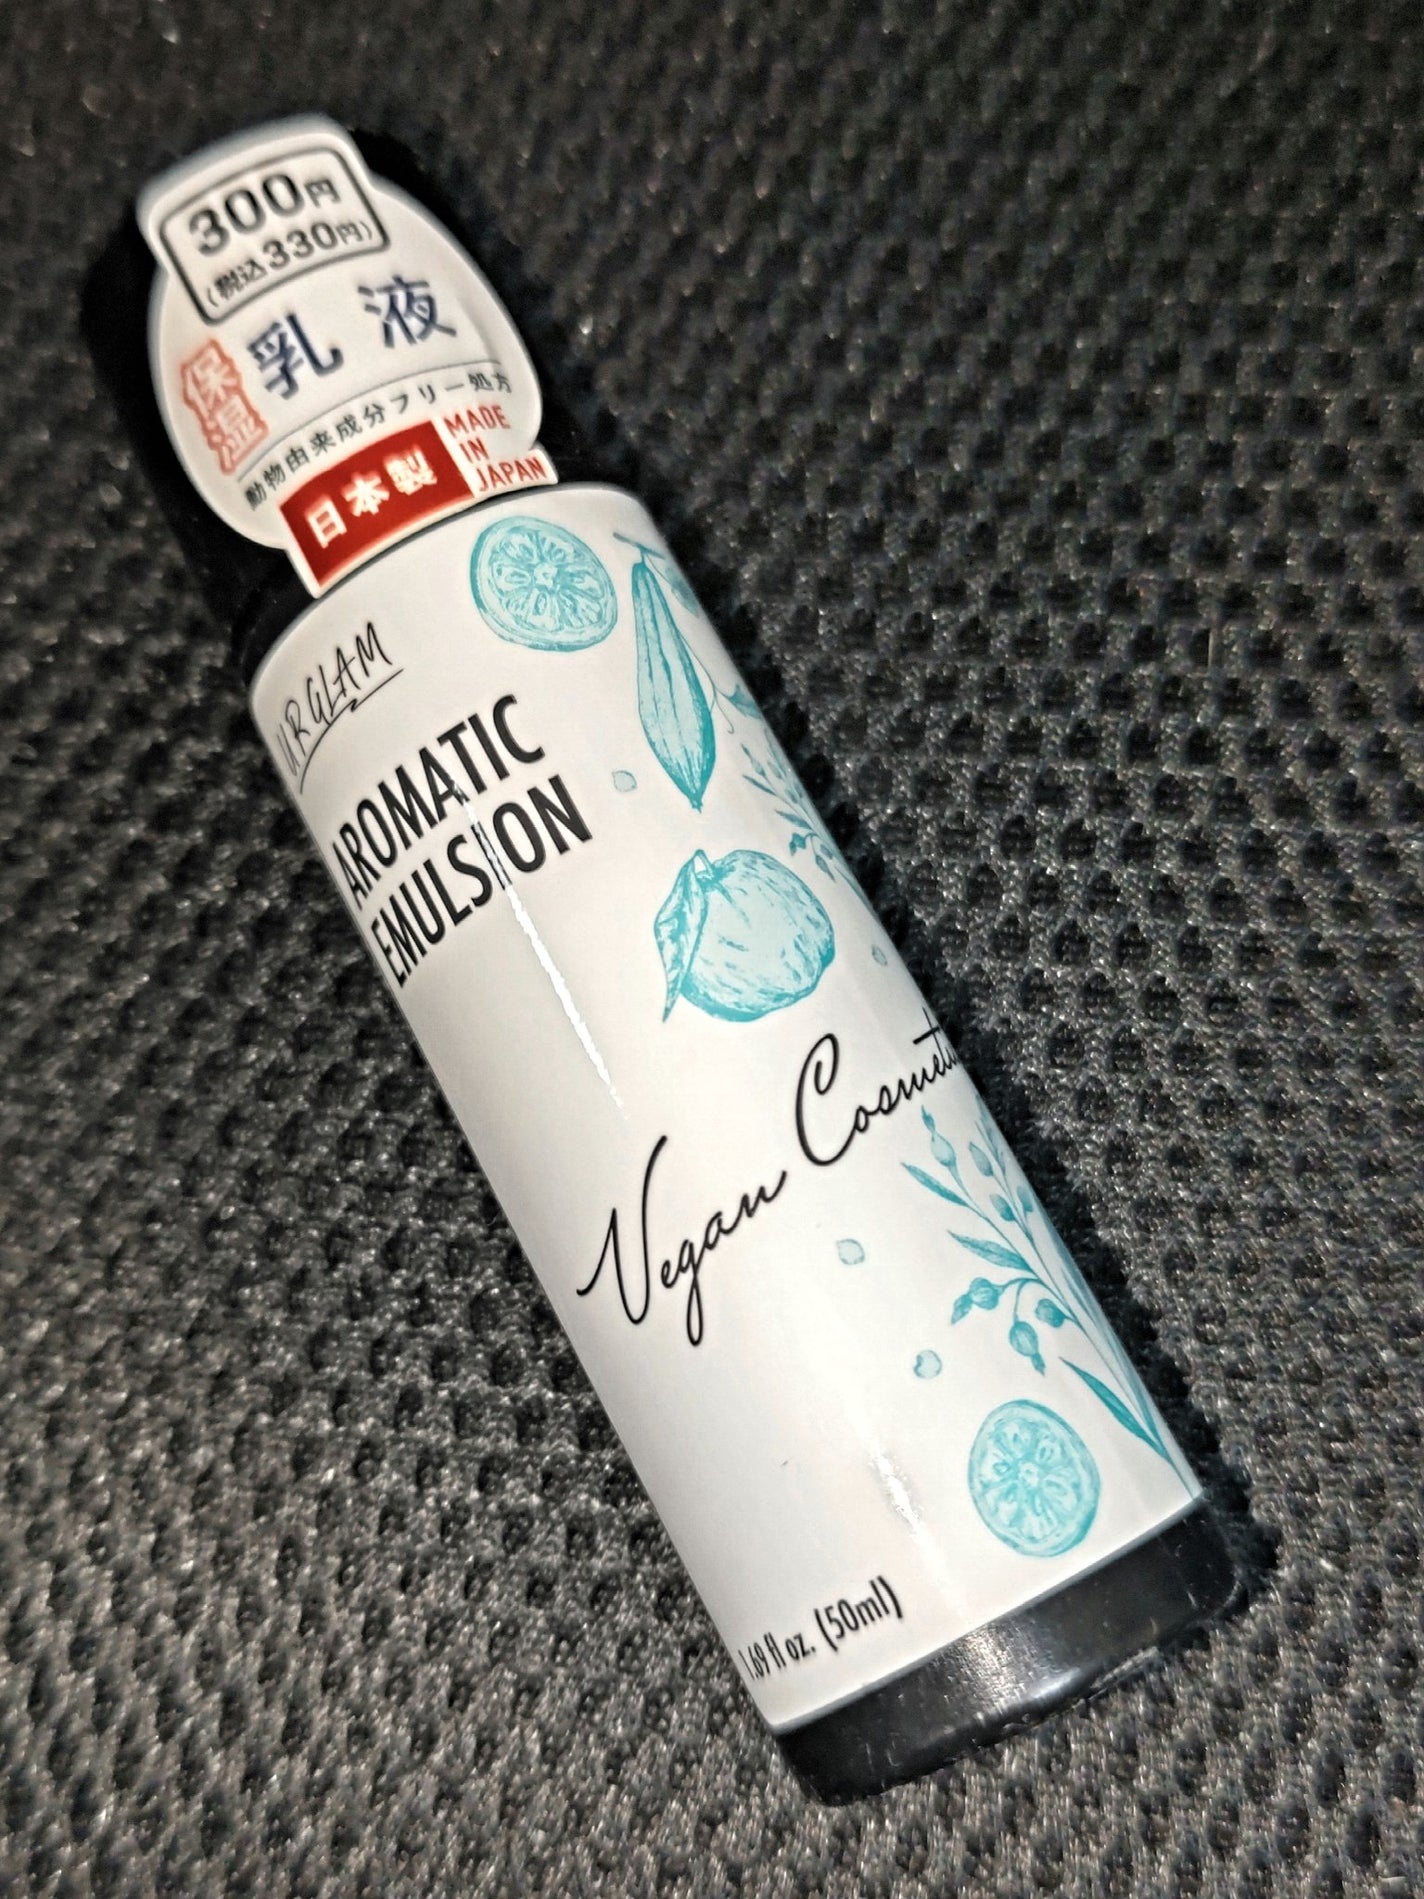 300円
(税込330円)
保湿
乳液
動物由来成分フリー処方
日本製
MADE
IN
JAPAN
URGLAM
AROMATIC
EMULSION
Vegan
1.69 fl oz. (50ml)